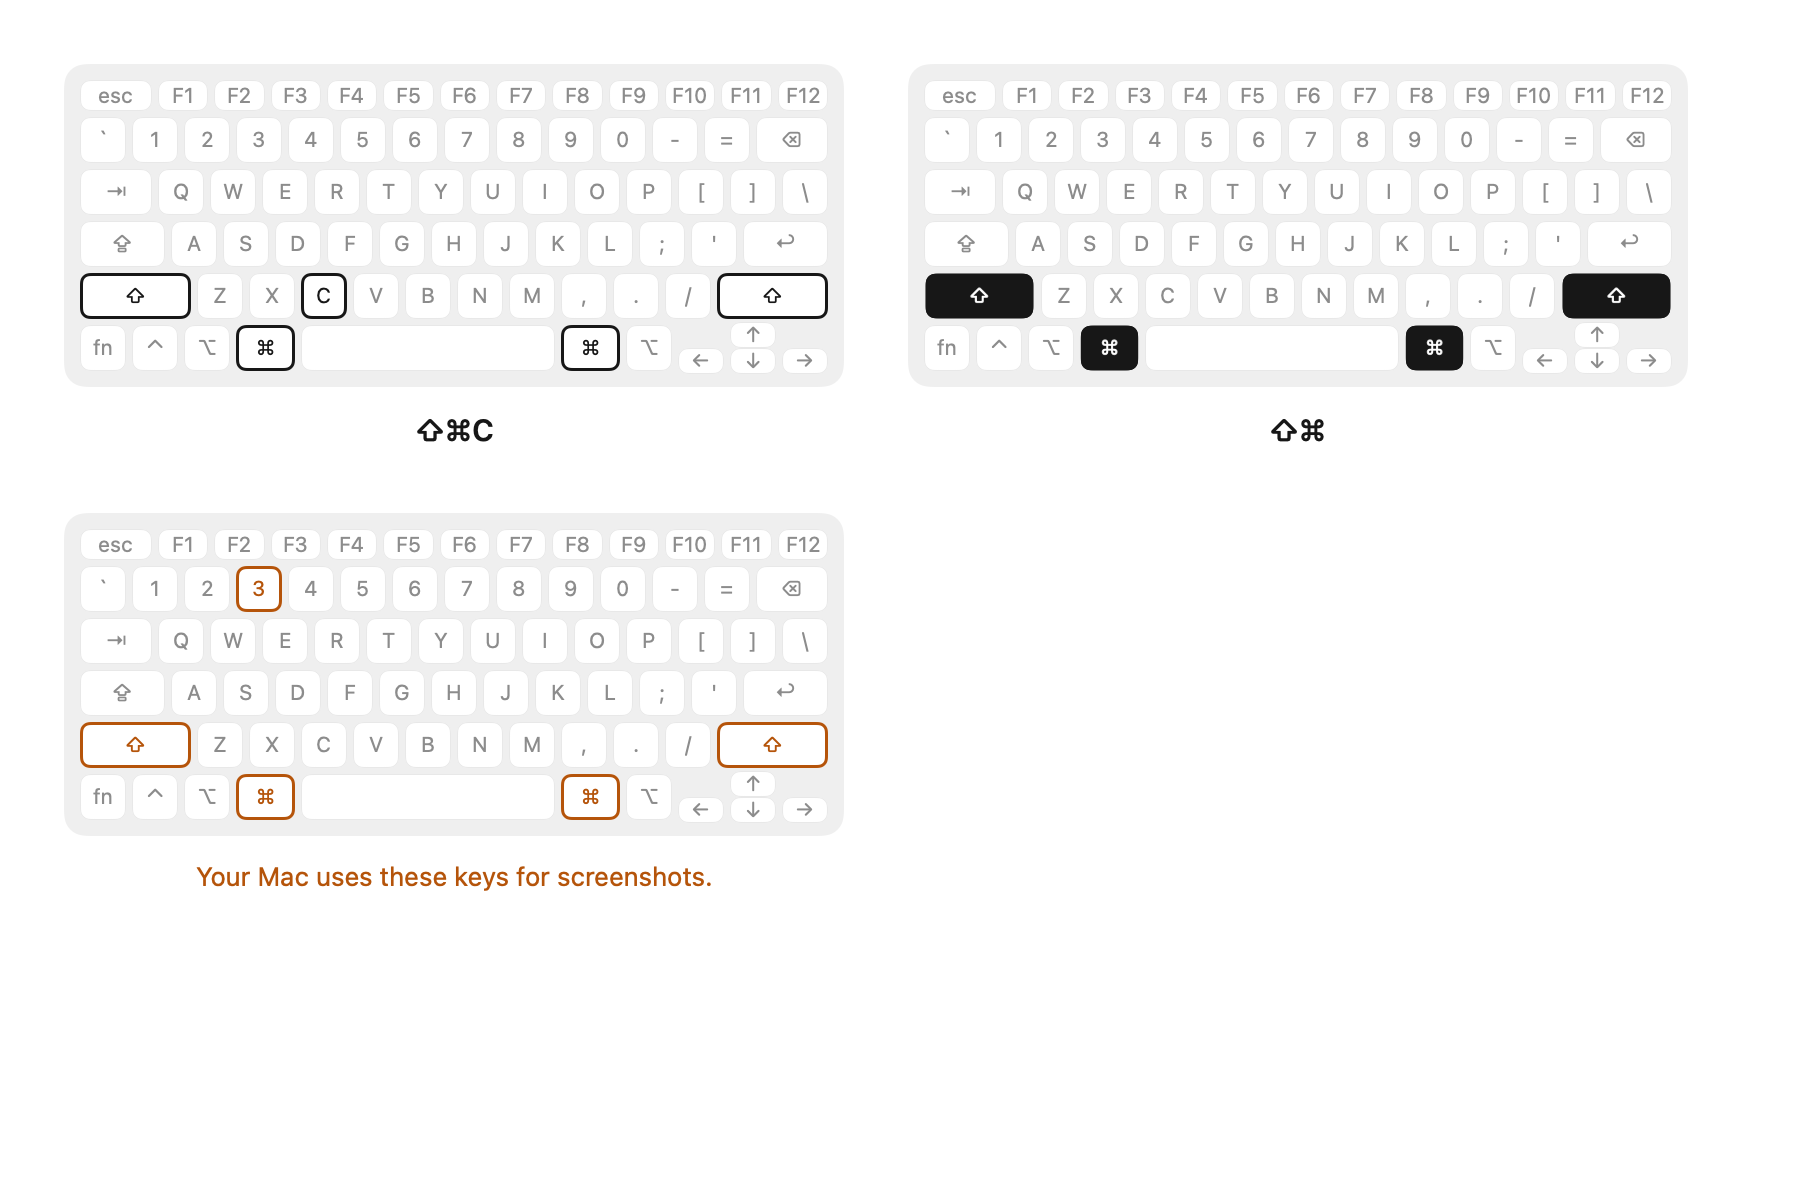 esc F1 F2 F3 F4 F5 F6 F7 F8 F9 F10 F11 F12
` 1 2 3 4 5 6 7 8 9 0 - = ⌫
⇥ Q W E R T Y U I O P [ ] \
⇪ A S D F G H J K L ; ' ↩
⇧ Z X C V B N M , . / ⇧
fn ^ ⌥ ⌘ ⌘ ⌥ ← ↑ ↓ →
⇧⌘C
esc F1 F2 F3 F4 F5 F6 F7 F8 F9 F10 F11 F12
` 1 2 3 4 5 6 7 8 9 0 - = ⌫
⇥ Q W E R T Y U I O P [ ] \
⇪ A S D F G H J K L ; ' ↩
⇧ Z X C V B N M , . / ⇧
fn ^ ⌥ ⌘ ⌘ ⌥ ← ↑ ↓ →
⇧⌘
esc F1 F2 F3 F4 F5 F6 F7 F8 F9 F10 F11 F12
` 1 2 3 4 5 6 7 8 9 0 - = ⌫
⇥ Q W E R T Y U I O P [ ] \
⇪ A S D F G H J K L ; ' ↩
⇧ Z X C V B N M , . / ⇧
fn ^ ⌥ ⌘ ⌘ ⌥ ← ↑ ↓ →
Your Mac uses these keys for screenshots.